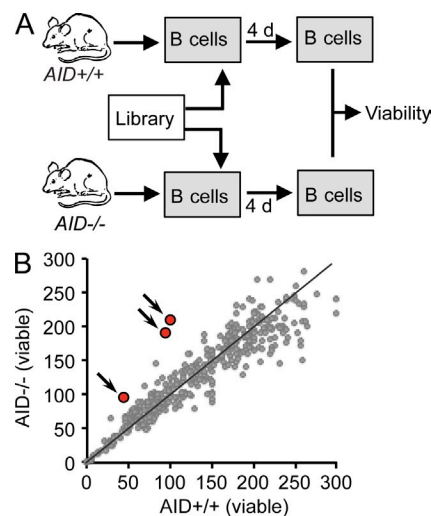 A
B cells 4 d B cells
AID+/+
Library
Viability
B cells 4 d B cells
AID-/-
B
300
250
200
150
100
50
0
AID-/- (viable)
0 50 100 150 200 250 300
AID+/+ (viable)